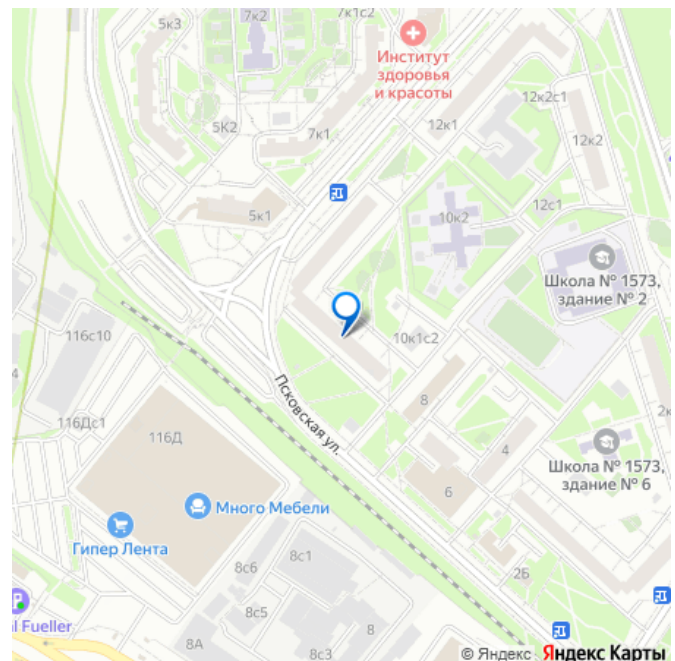 5к3
7к2
7к1с2
Институт
здоровья
и красоты
12к2с1
5К2
7к1
12к1
12к2
5к1
10к2
12с1
Школа № 1573,
здание № 2
116с10
10к1с2
4
Псковская ул.
8
116Дс1
116Д
4
2к
Школа № 1573,
здание № 6
6
Много Мебели
Гипер Лента
8с1
8с6
2Б
8с5
l Fueller
8А
8
8с3
© Яндекс Яндекс Карты